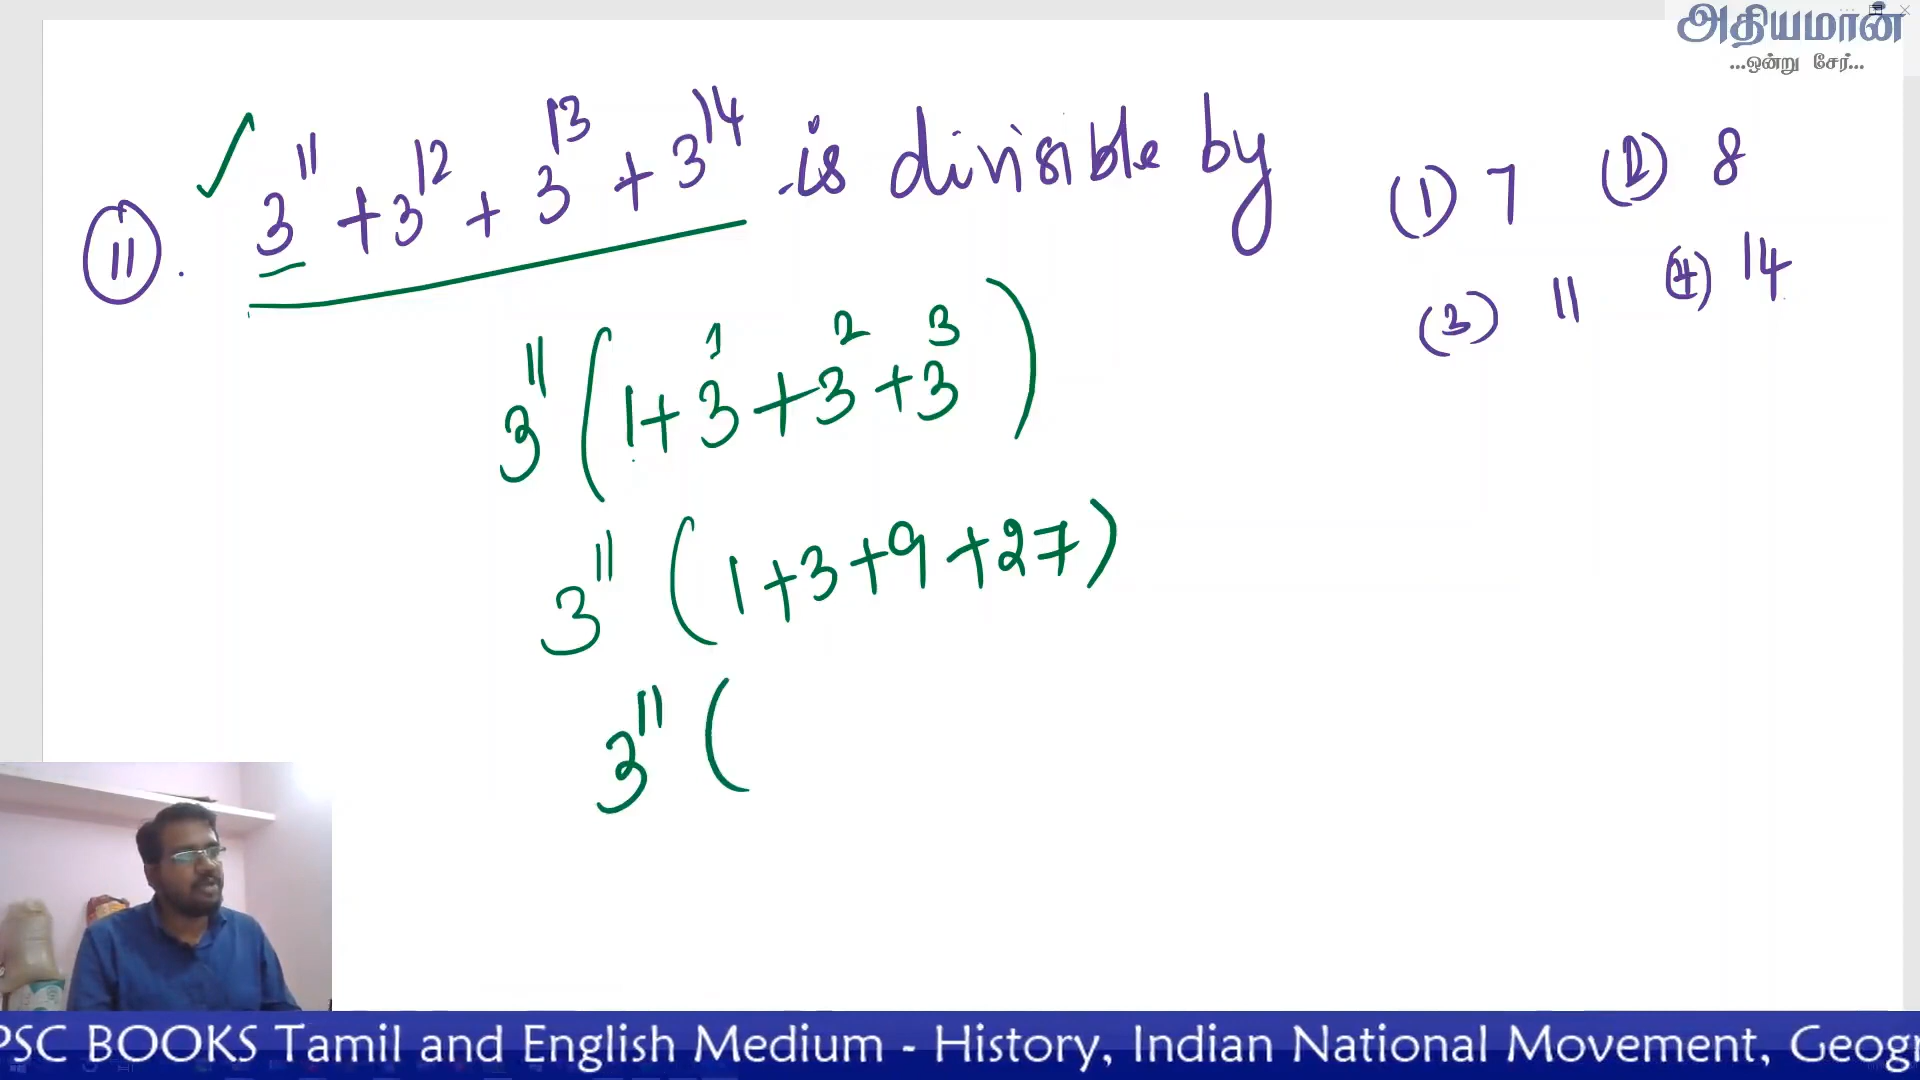 அதியமான்
...ஒன்று சேர்...
11. 3^11 + 3^12 + 3^13 + 3^14 is divisible by (1) 7 (2) 8
(3) 11 (4) 14
3^11 (1 + 3^1 + 3^2 + 3^3)
3^11 (1 + 3 + 9 + 27)
3^11 (
PSC BOOKS Tamil and English Medium - History, Indian National Movement, Geogr